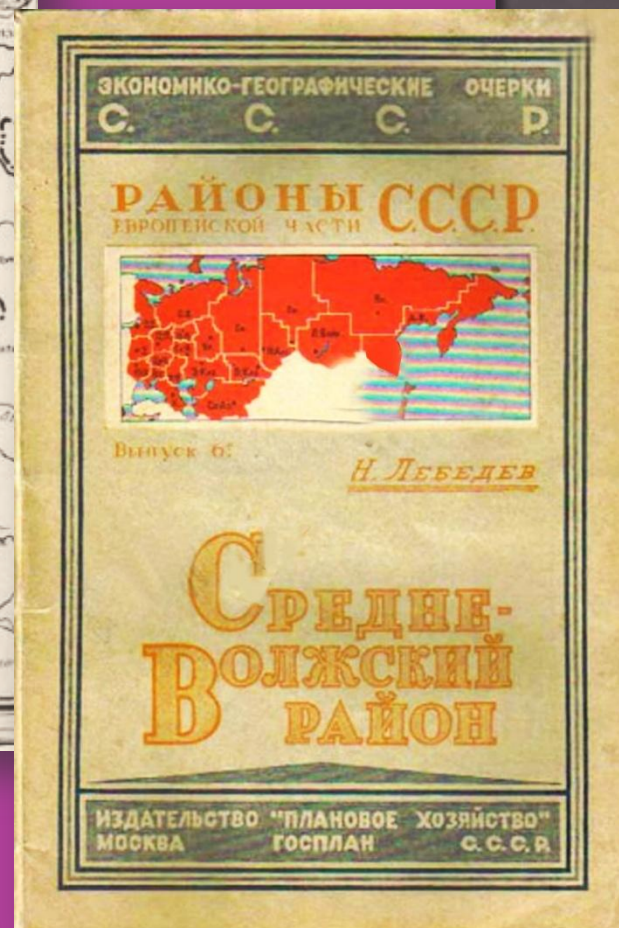 ЭКОНОМИКО-ГЕОГРАФИЧЕСКИЕ ОЧЕРКИ
С. С. С. Р.
РАЙОНЫ С.С.С.Р.
ЕВРОПЕЙСКОЙ ЧАСТИ
Выпуск 6:
Н. ЛЕБЕДЕВ
СРЕДНЕ-
ВОЛЖСКИЙ
РАЙОН
ИЗДАТЕЛЬСТВО "ПЛАНОВОЕ ХОЗЯЙСТВО"
МОСКВА ГОСПЛАН С.С.С.Р.